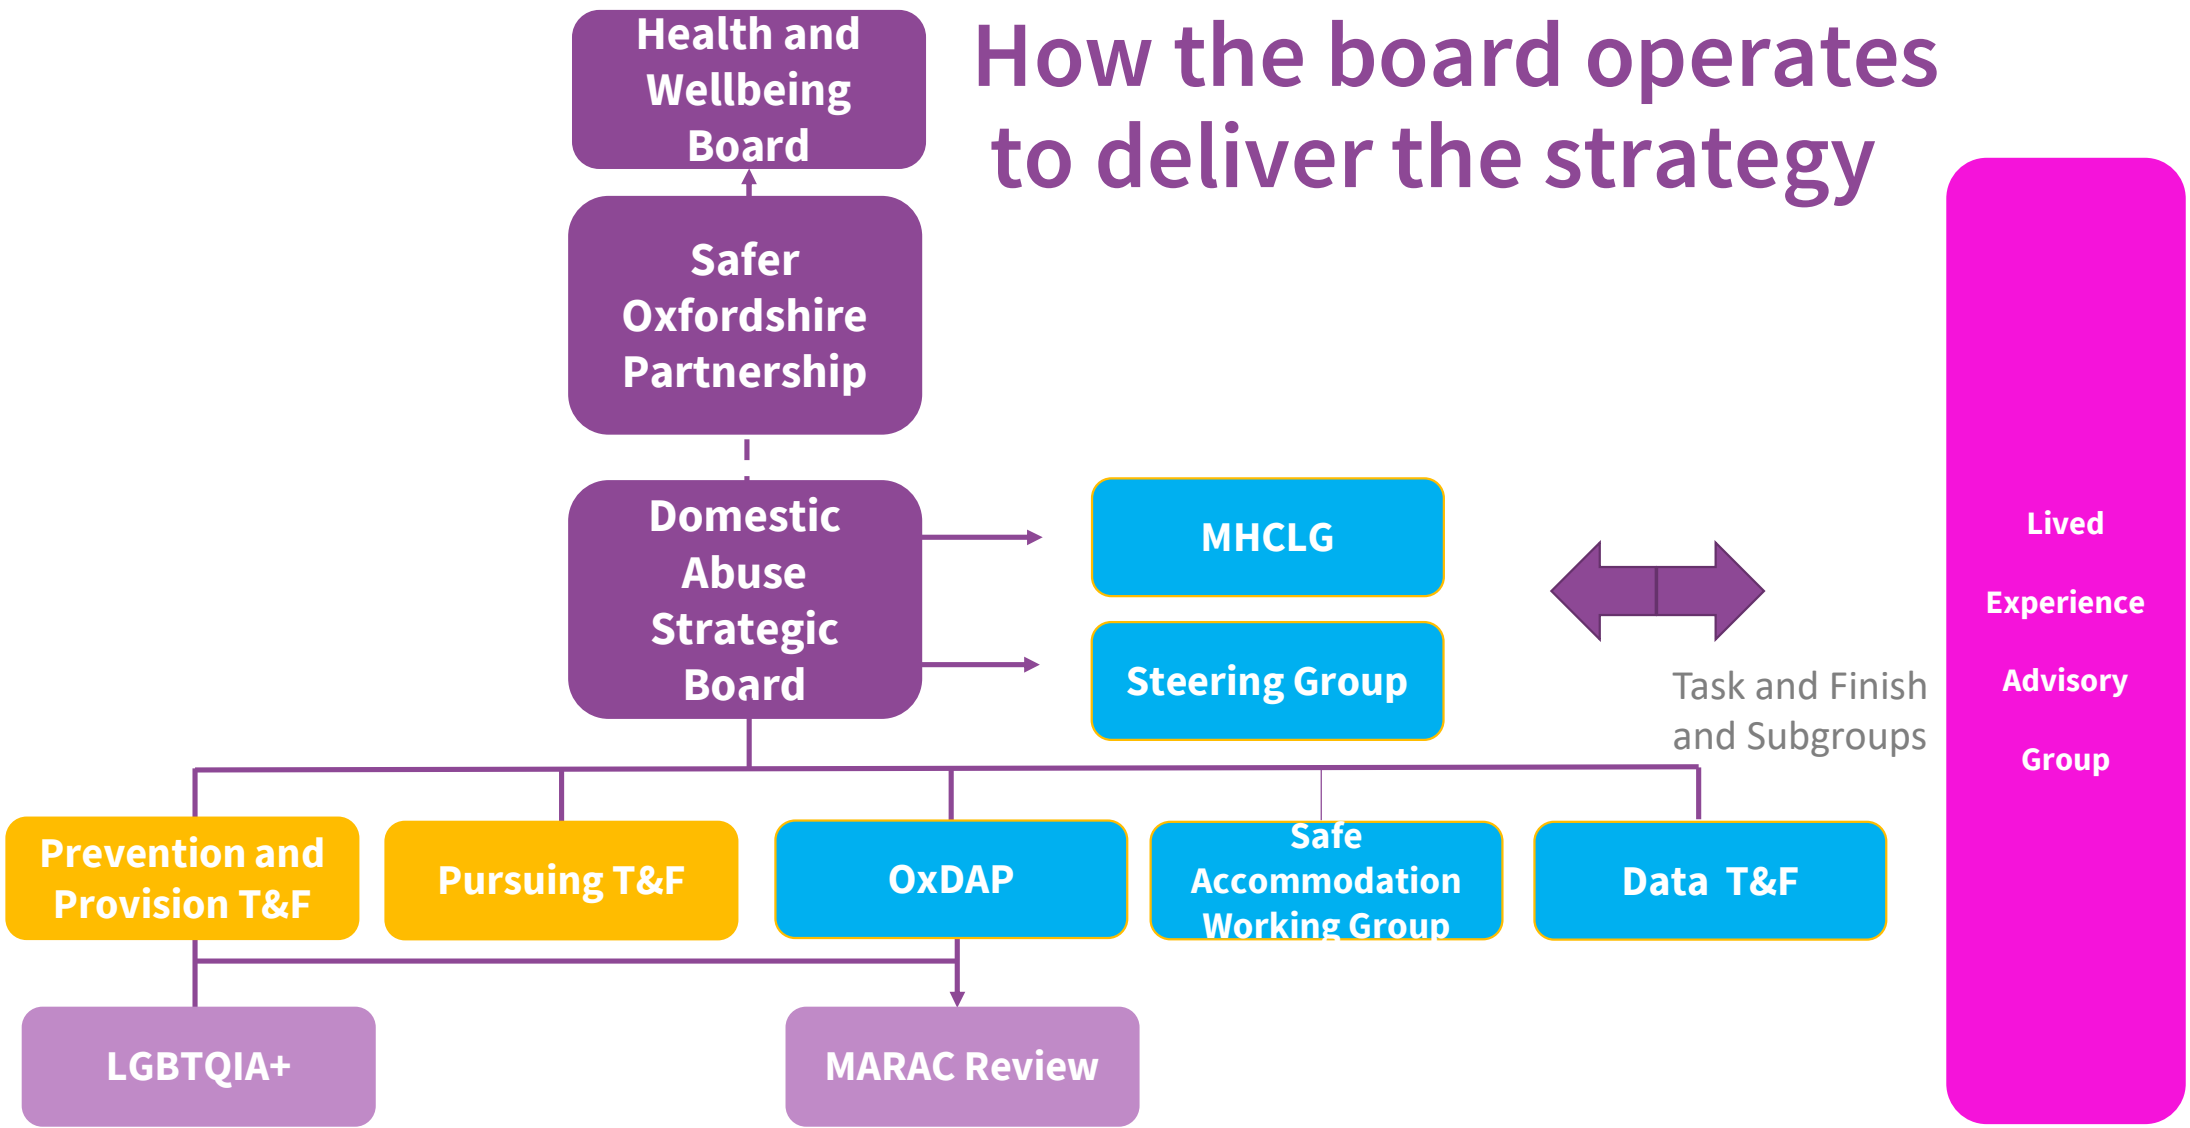 How the board operates
to deliver the strategy
Health and
Wellbeing
Board
Safer
Oxfordshire
Partnership
Domestic
Abuse
Strategic
Board
MHCLG
Steering Group
Task and Finish
and Subgroups
Lived
Experience
Advisory
Group
Prevention and
Provision T&F
Pursuing T&F
OxDAP
Safe
Accommodation
Working Group
Data T&F
LGBTQIA+
MARAC Review